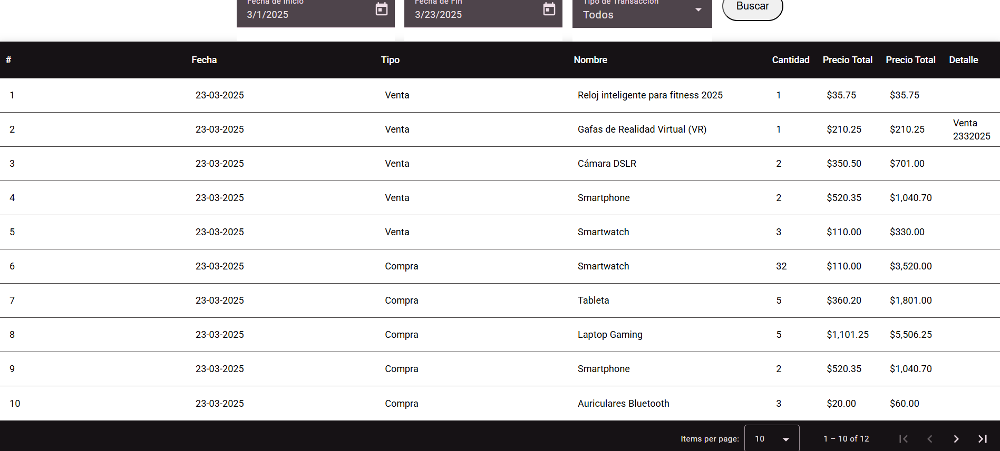 Fecha de Inicio Fecha de Fin Tipo de Transacción
3/1/2025 3/23/2025 Todos Buscar
# Fecha Tipo Nombre Cantidad Precio Total Precio Total Detalle
1 23-03-2025 Venta Reloj inteligente para fitness 2025 1 $35.75 $35.75
2 23-03-2025 Venta Gafas de Realidad Virtual (VR) 1 $210.25 $210.25 Venta
2332025
3 23-03-2025 Venta Cámara DSLR 2 $350.50 $701.00
4 23-03-2025 Venta Smartphone 2 $520.35 $1,040.70
5 23-03-2025 Venta Smartwatch 3 $110.00 $330.00
6 23-03-2025 Compra Smartwatch 32 $110.00 $3,520.00
7 23-03-2025 Compra Tableta 5 $360.20 $1,801.00
8 23-03-2025 Compra Laptop Gaming 5 $1,101.25 $5,506.25
9 23-03-2025 Compra Smartphone 2 $520.35 $1,040.70
10 23-03-2025 Compra Auriculares Bluetooth 3 $20.00 $60.00
Items per page: 10 1 – 10 of 12